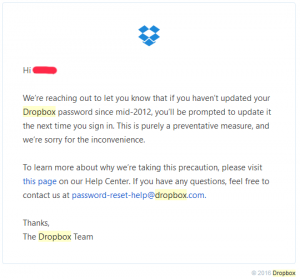 Hi
We're reaching out to let you know that if you haven't updated your
Dropbox password since mid-2012, you'll be prompted to update it
the next time you sign in. This is purely a preventative measure, and
we're sorry for the inconvenience.
To learn more about why we're taking this precaution, please visit
this page on our Help Center. If you have any questions, feel free to
contact us at password-reset-help@dropbox.com.
Thanks,
The Dropbox Team
© 2016 Dropbox